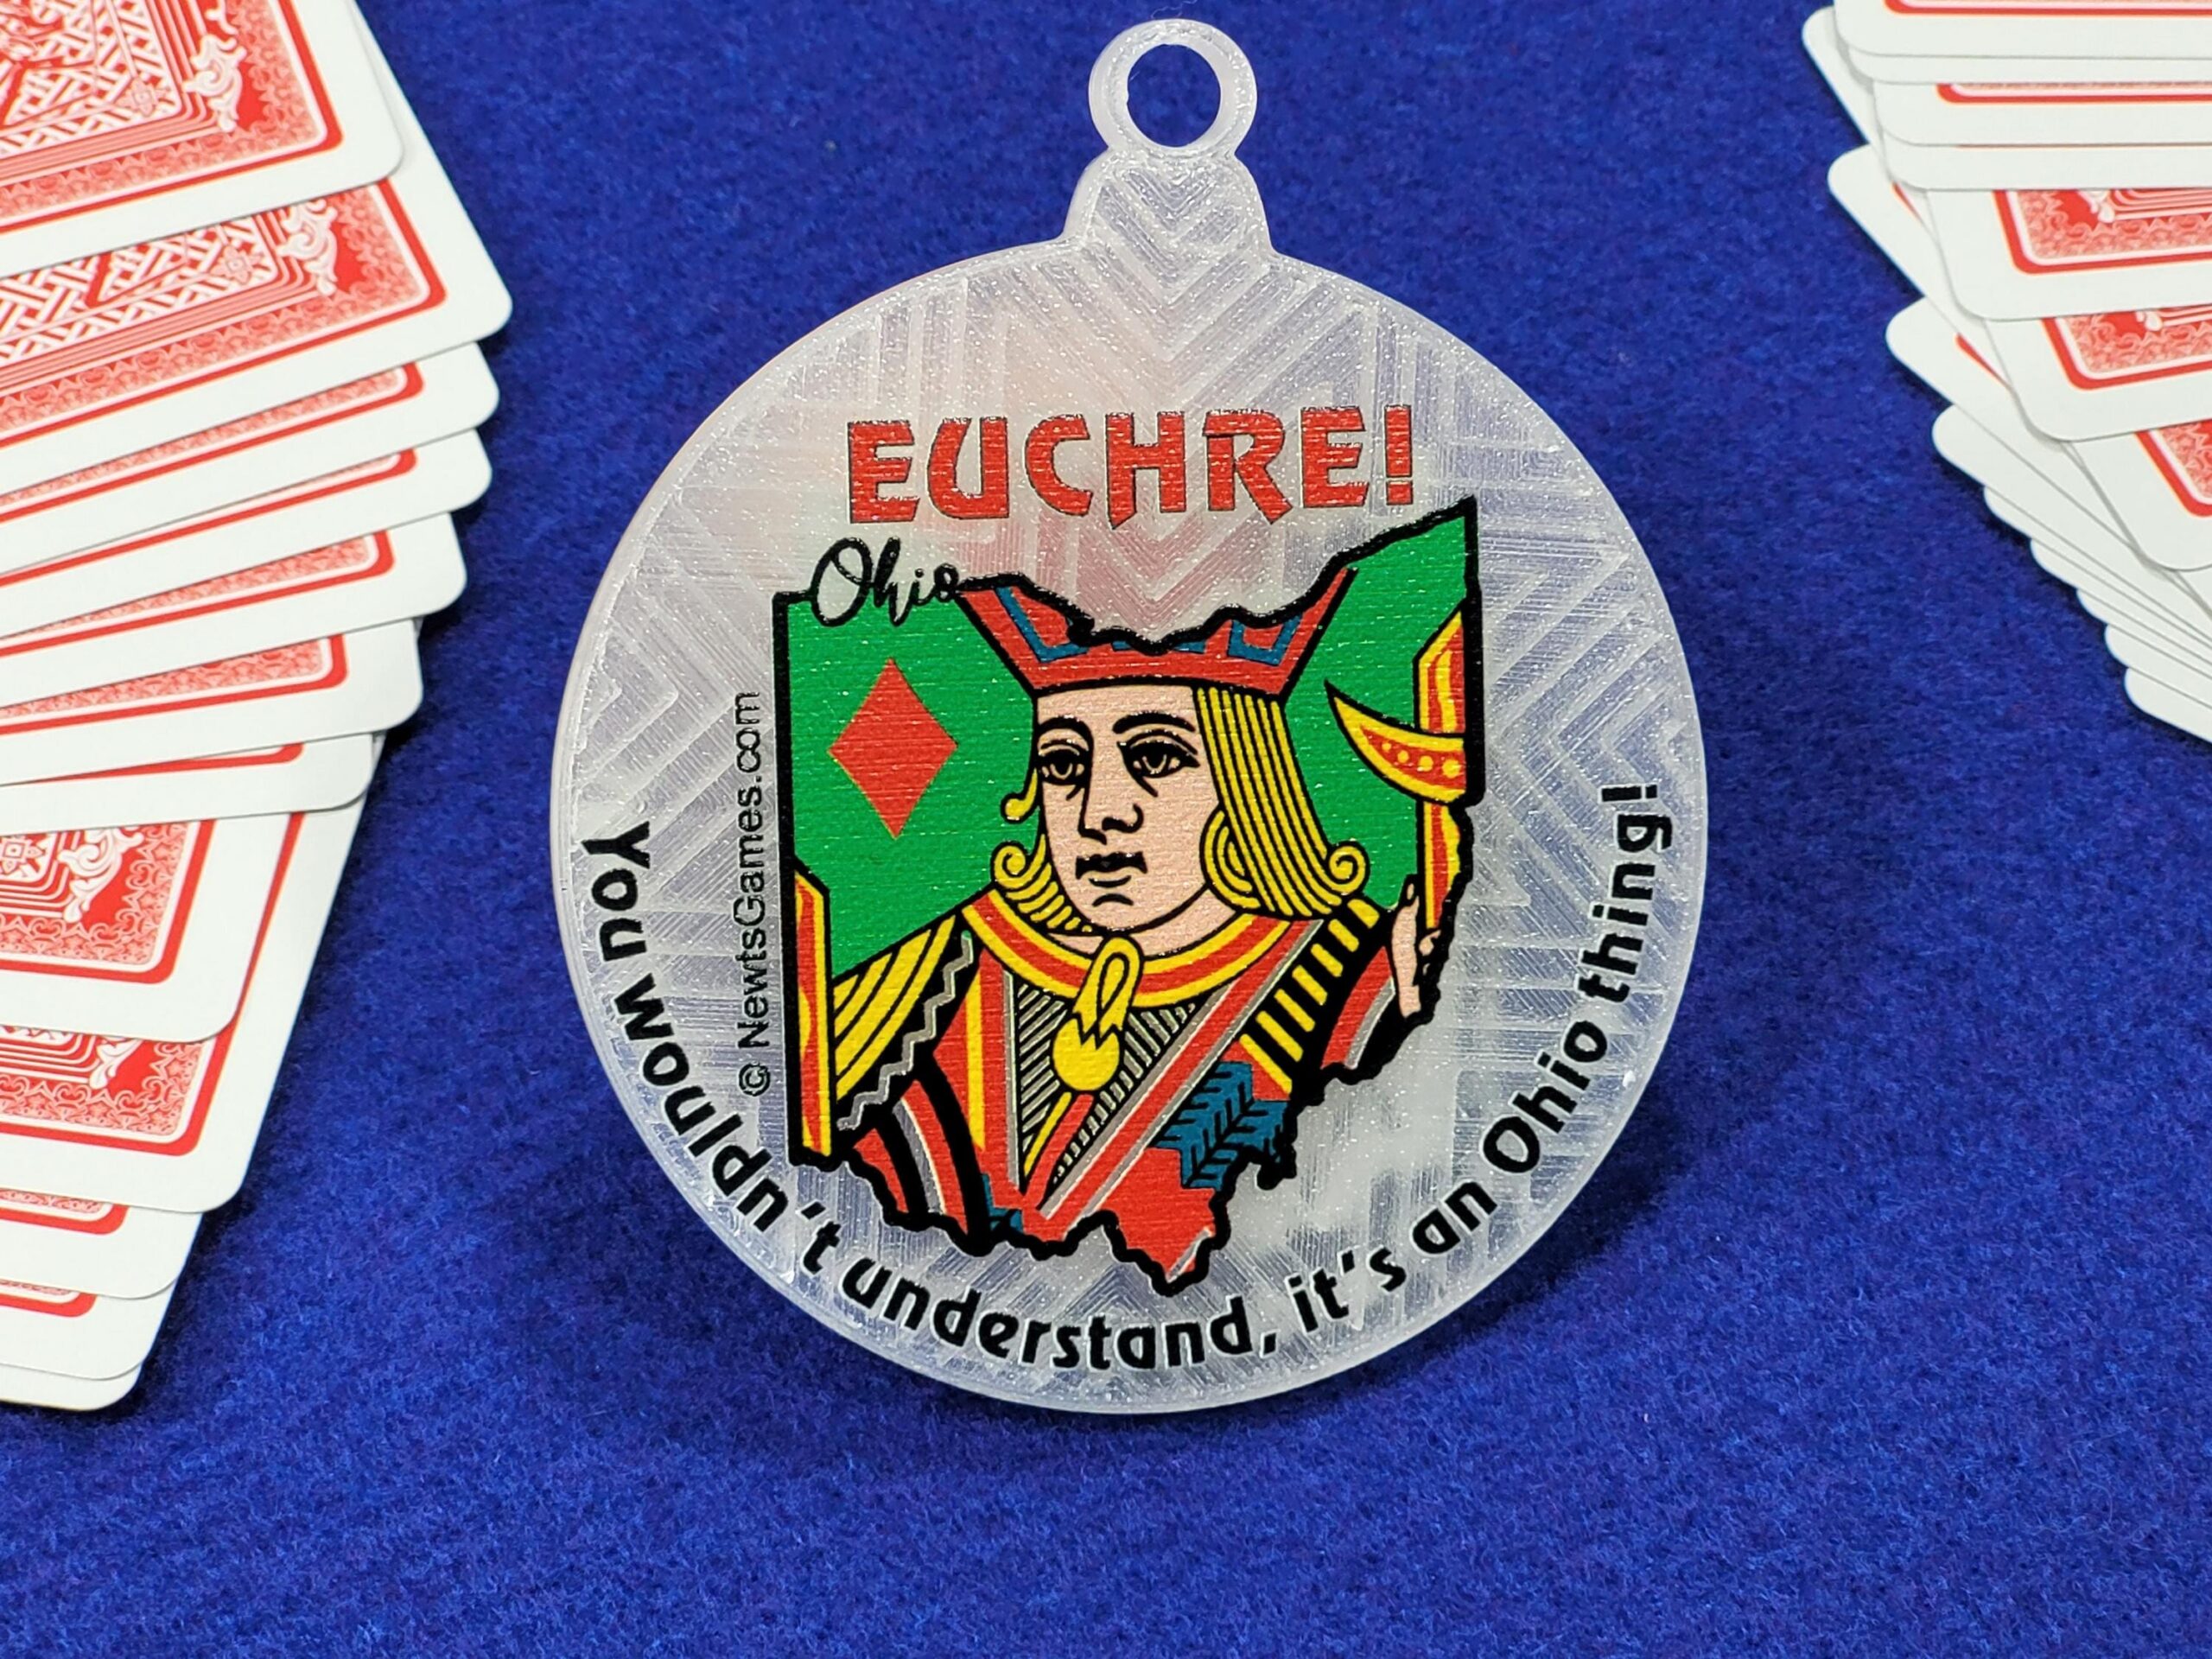 EUCHRE!
Ohio
© NewtsGames.com
You wouldn't understand, it's an Ohio thing!